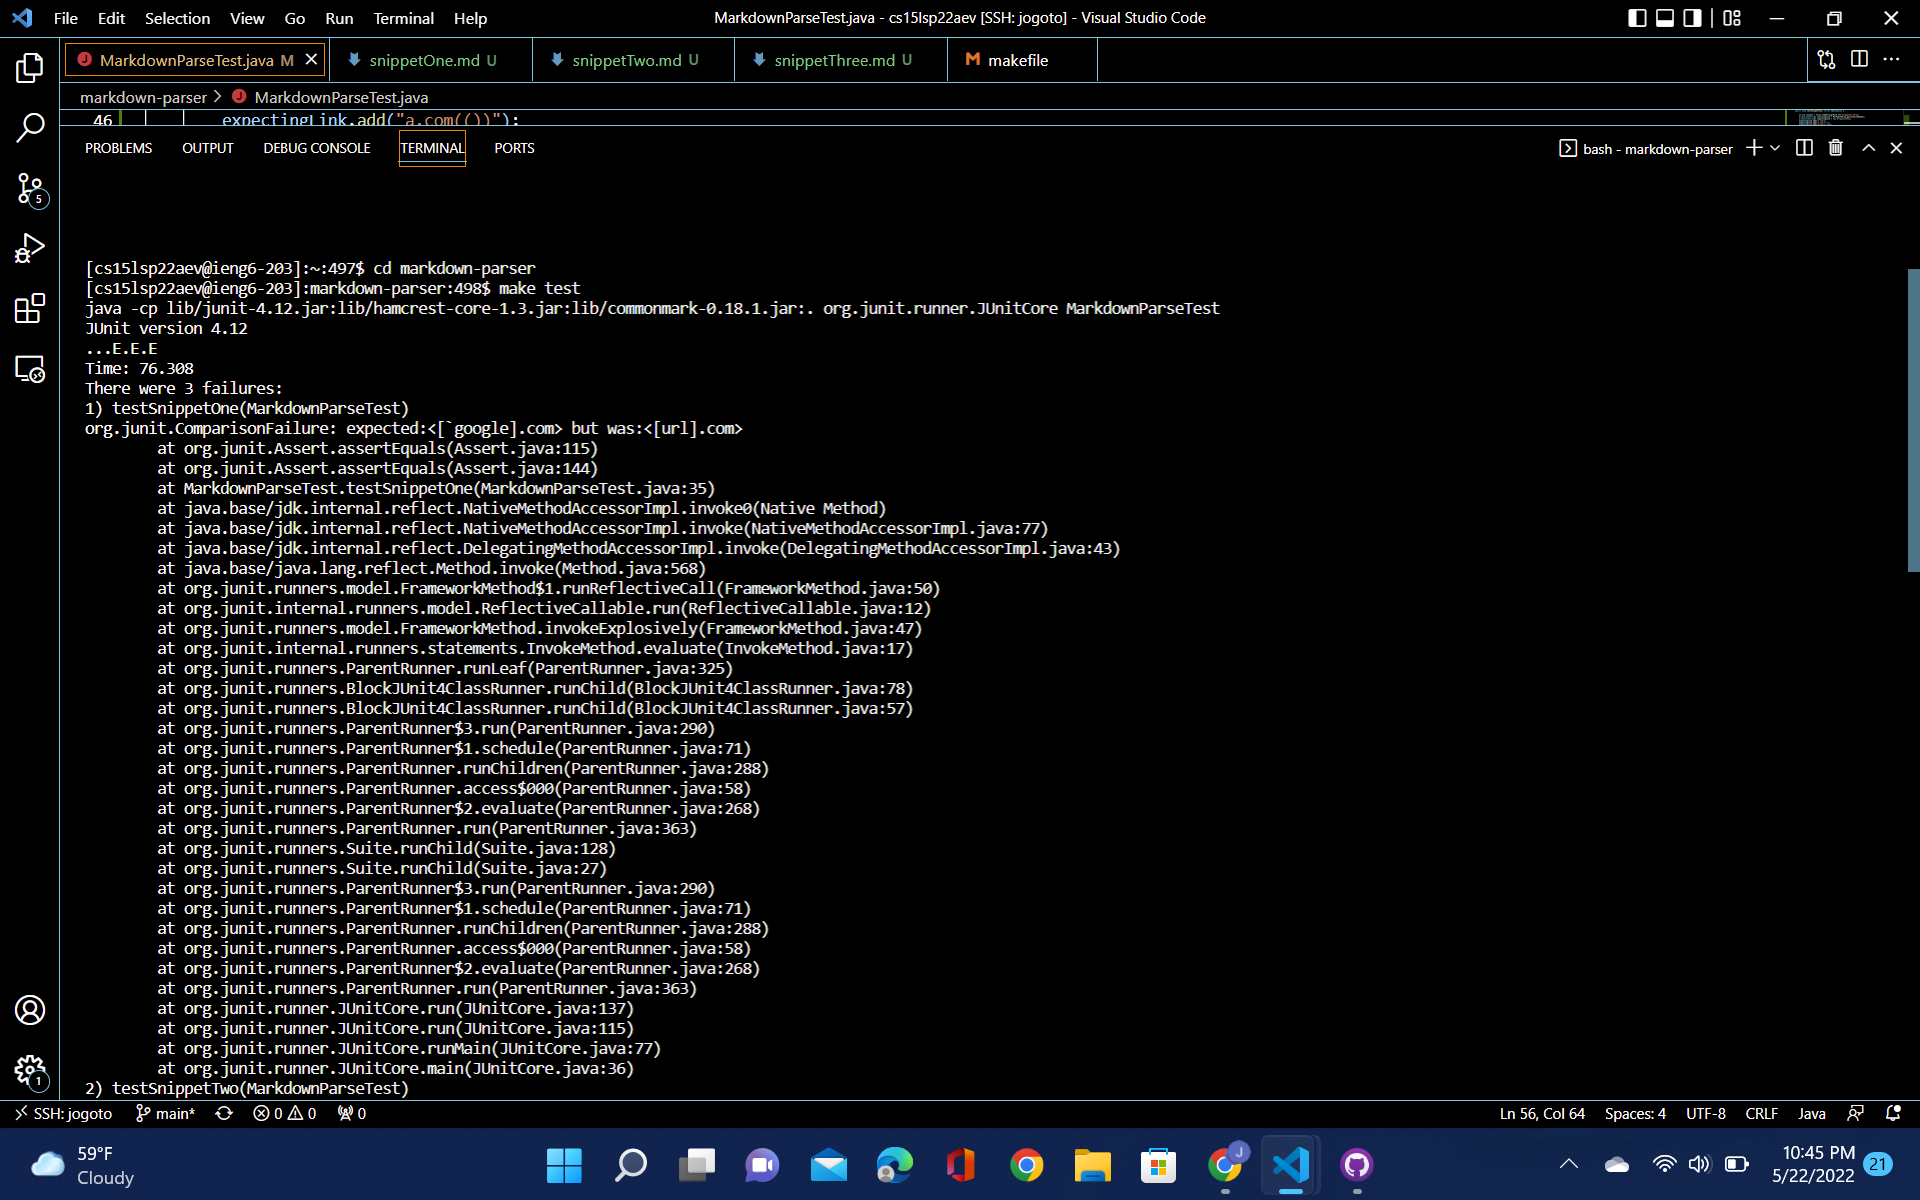 File Edit Selection View Go Run Terminal Help
MarkdownParseTest.java - cs15lsp22aev [SSH: jogoto] - Visual Studio Code
MarkdownParseTest.java M
snippetOne.md U
snippetTwo.md U
snippetThree.md U
makefile
markdown-parser > MarkdownParseTest.java
46 expectingLink.add("a.com(())");
PROBLEMS OUTPUT DEBUG CONSOLE TERMINAL PORTS
bash - markdown-parser
[cs15lsp22aev@ieng6-203]:~:497$ cd markdown-parser
[cs15lsp22aev@ieng6-203]:markdown-parser:498$ make test
java -cp lib/junit-4.12.jar:lib/hamcrest-core-1.3.jar:lib/commonmark-0.18.1.jar:. org.junit.runner.JUnitCore MarkdownParseTest
JUnit version 4.12
...E.E.E
Time: 76.308
There were 3 failures:
1) testSnippetOne(MarkdownParseTest)
org.junit.ComparisonFailure: expected:<[`google].com> but was:<[url].com>
at org.junit.Assert.assertEquals(Assert.java:115)
at org.junit.Assert.assertEquals(Assert.java:144)
at MarkdownParseTest.testSnippetOne(MarkdownParseTest.java:35)
at java.base/jdk.internal.reflect.NativeMethodAccessorImpl.invoke0(Native Method)
at java.base/jdk.internal.reflect.NativeMethodAccessorImpl.invoke(NativeMethodAccessorImpl.java:77)
at java.base/jdk.internal.reflect.DelegatingMethodAccessorImpl.invoke(DelegatingMethodAccessorImpl.java:43)
at java.base/java.lang.reflect.Method.invoke(Method.java:568)
at org.junit.runners.model.FrameworkMethod$1.runReflectiveCall(FrameworkMethod.java:50)
at org.junit.internal.runners.model.ReflectiveCallable.run(ReflectiveCallable.java:12)
at org.junit.runners.model.FrameworkMethod.invokeExplosively(FrameworkMethod.java:47)
at org.junit.internal.runners.statements.InvokeMethod.evaluate(InvokeMethod.java:17)
at org.junit.runners.ParentRunner.runLeaf(ParentRunner.java:325)
at org.junit.runners.BlockJUnit4ClassRunner.runChild(BlockJUnit4ClassRunner.java:78)
at org.junit.runners.BlockJUnit4ClassRunner.runChild(BlockJUnit4ClassRunner.java:57)
at org.junit.runners.ParentRunner$3.run(ParentRunner.java:290)
at org.junit.runners.ParentRunner$1.schedule(ParentRunner.java:71)
at org.junit.runners.ParentRunner.runChildren(ParentRunner.java:288)
at org.junit.runners.ParentRunner.access$000(ParentRunner.java:58)
at org.junit.runners.ParentRunner$2.evaluate(ParentRunner.java:268)
at org.junit.runners.ParentRunner.run(ParentRunner.java:363)
at org.junit.runners.Suite.runChild(Suite.java:128)
at org.junit.runners.Suite.runChild(Suite.java:27)
at org.junit.runners.ParentRunner$3.run(ParentRunner.java:290)
at org.junit.runners.ParentRunner$1.schedule(ParentRunner.java:71)
at org.junit.runners.ParentRunner.runChildren(ParentRunner.java:288)
at org.junit.runners.ParentRunner.access$000(ParentRunner.java:58)
at org.junit.runners.ParentRunner$2.evaluate(ParentRunner.java:268)
at org.junit.runners.ParentRunner.run(ParentRunner.java:363)
at org.junit.runner.JUnitCore.run(JUnitCore.java:137)
at org.junit.runner.JUnitCore.run(JUnitCore.java:115)
at org.junit.runner.JUnitCore.runMain(JUnitCore.java:77)
at org.junit.runner.JUnitCore.main(JUnitCore.java:36)
2) testSnippetTwo(MarkdownParseTest)
5
1
SSH: jogoto main* 0 0 0
Ln 56, Col 64 Spaces: 4 UTF-8 CRLF Java
59°F
Cloudy
J
10:45 PM
5/22/2022
21